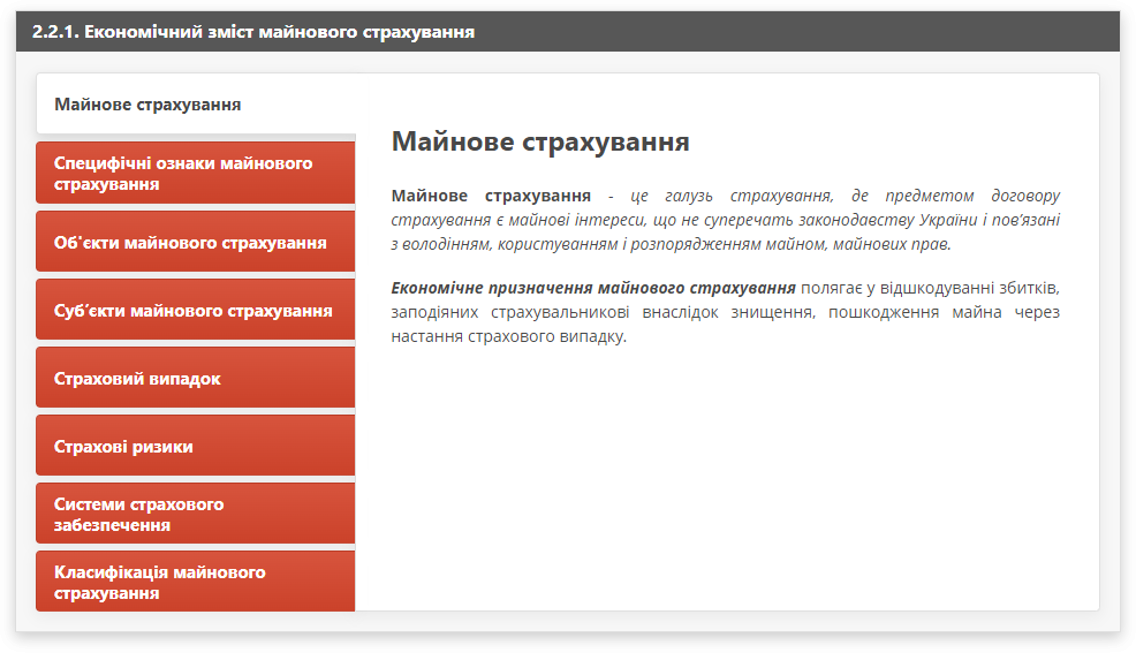 2.2.1. Економічний зміст майнового страхування
Майнове страхування
Специфічні ознаки майнового
страхування
Об'єкти майнового страхування
Суб’єкти майнового страхування
Страховий випадок
Страхові ризики
Системи страхового
забезпечення
Класифікація майнового
страхування
Майнове страхування
Майнове страхування - це галузь страхування, де предметом договору
страхування є майнові інтереси, що не суперечать законодавству України і пов’язані
з володінням, користуванням і розпорядженням майном, майнових прав.
Економічне призначення майнового страхування полягає у відшкодуванні збитків,
заподіяних страхувальникові внаслідок знищення, пошкодження майна через
настання страхового випадку.